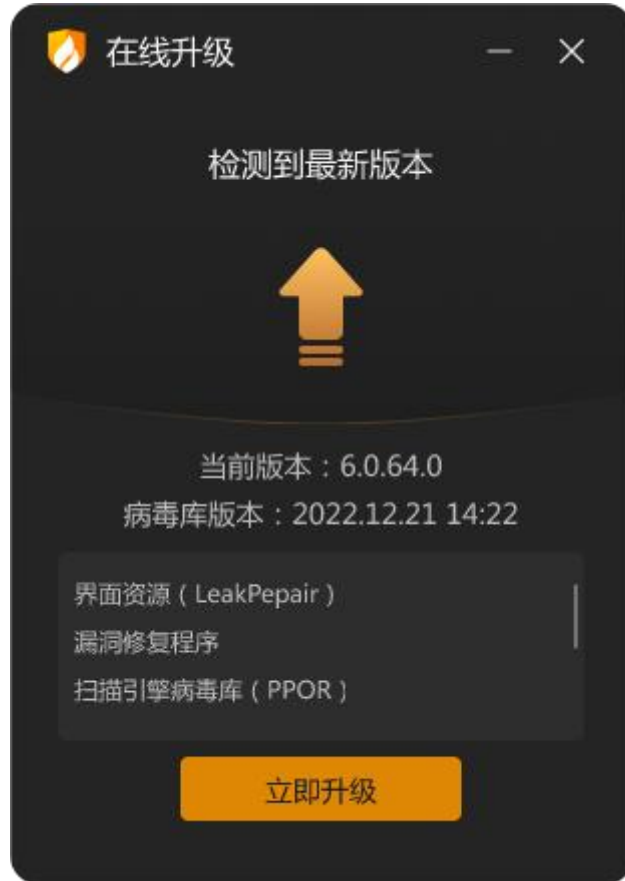 在线升级
检测到最新版本
当前版本：6.0.64.0
病毒库版本：2022.12.21 14:22
界面资源（LeakPepair）
漏洞修复程序
扫描引擎病毒库（PPOR）
立即升级